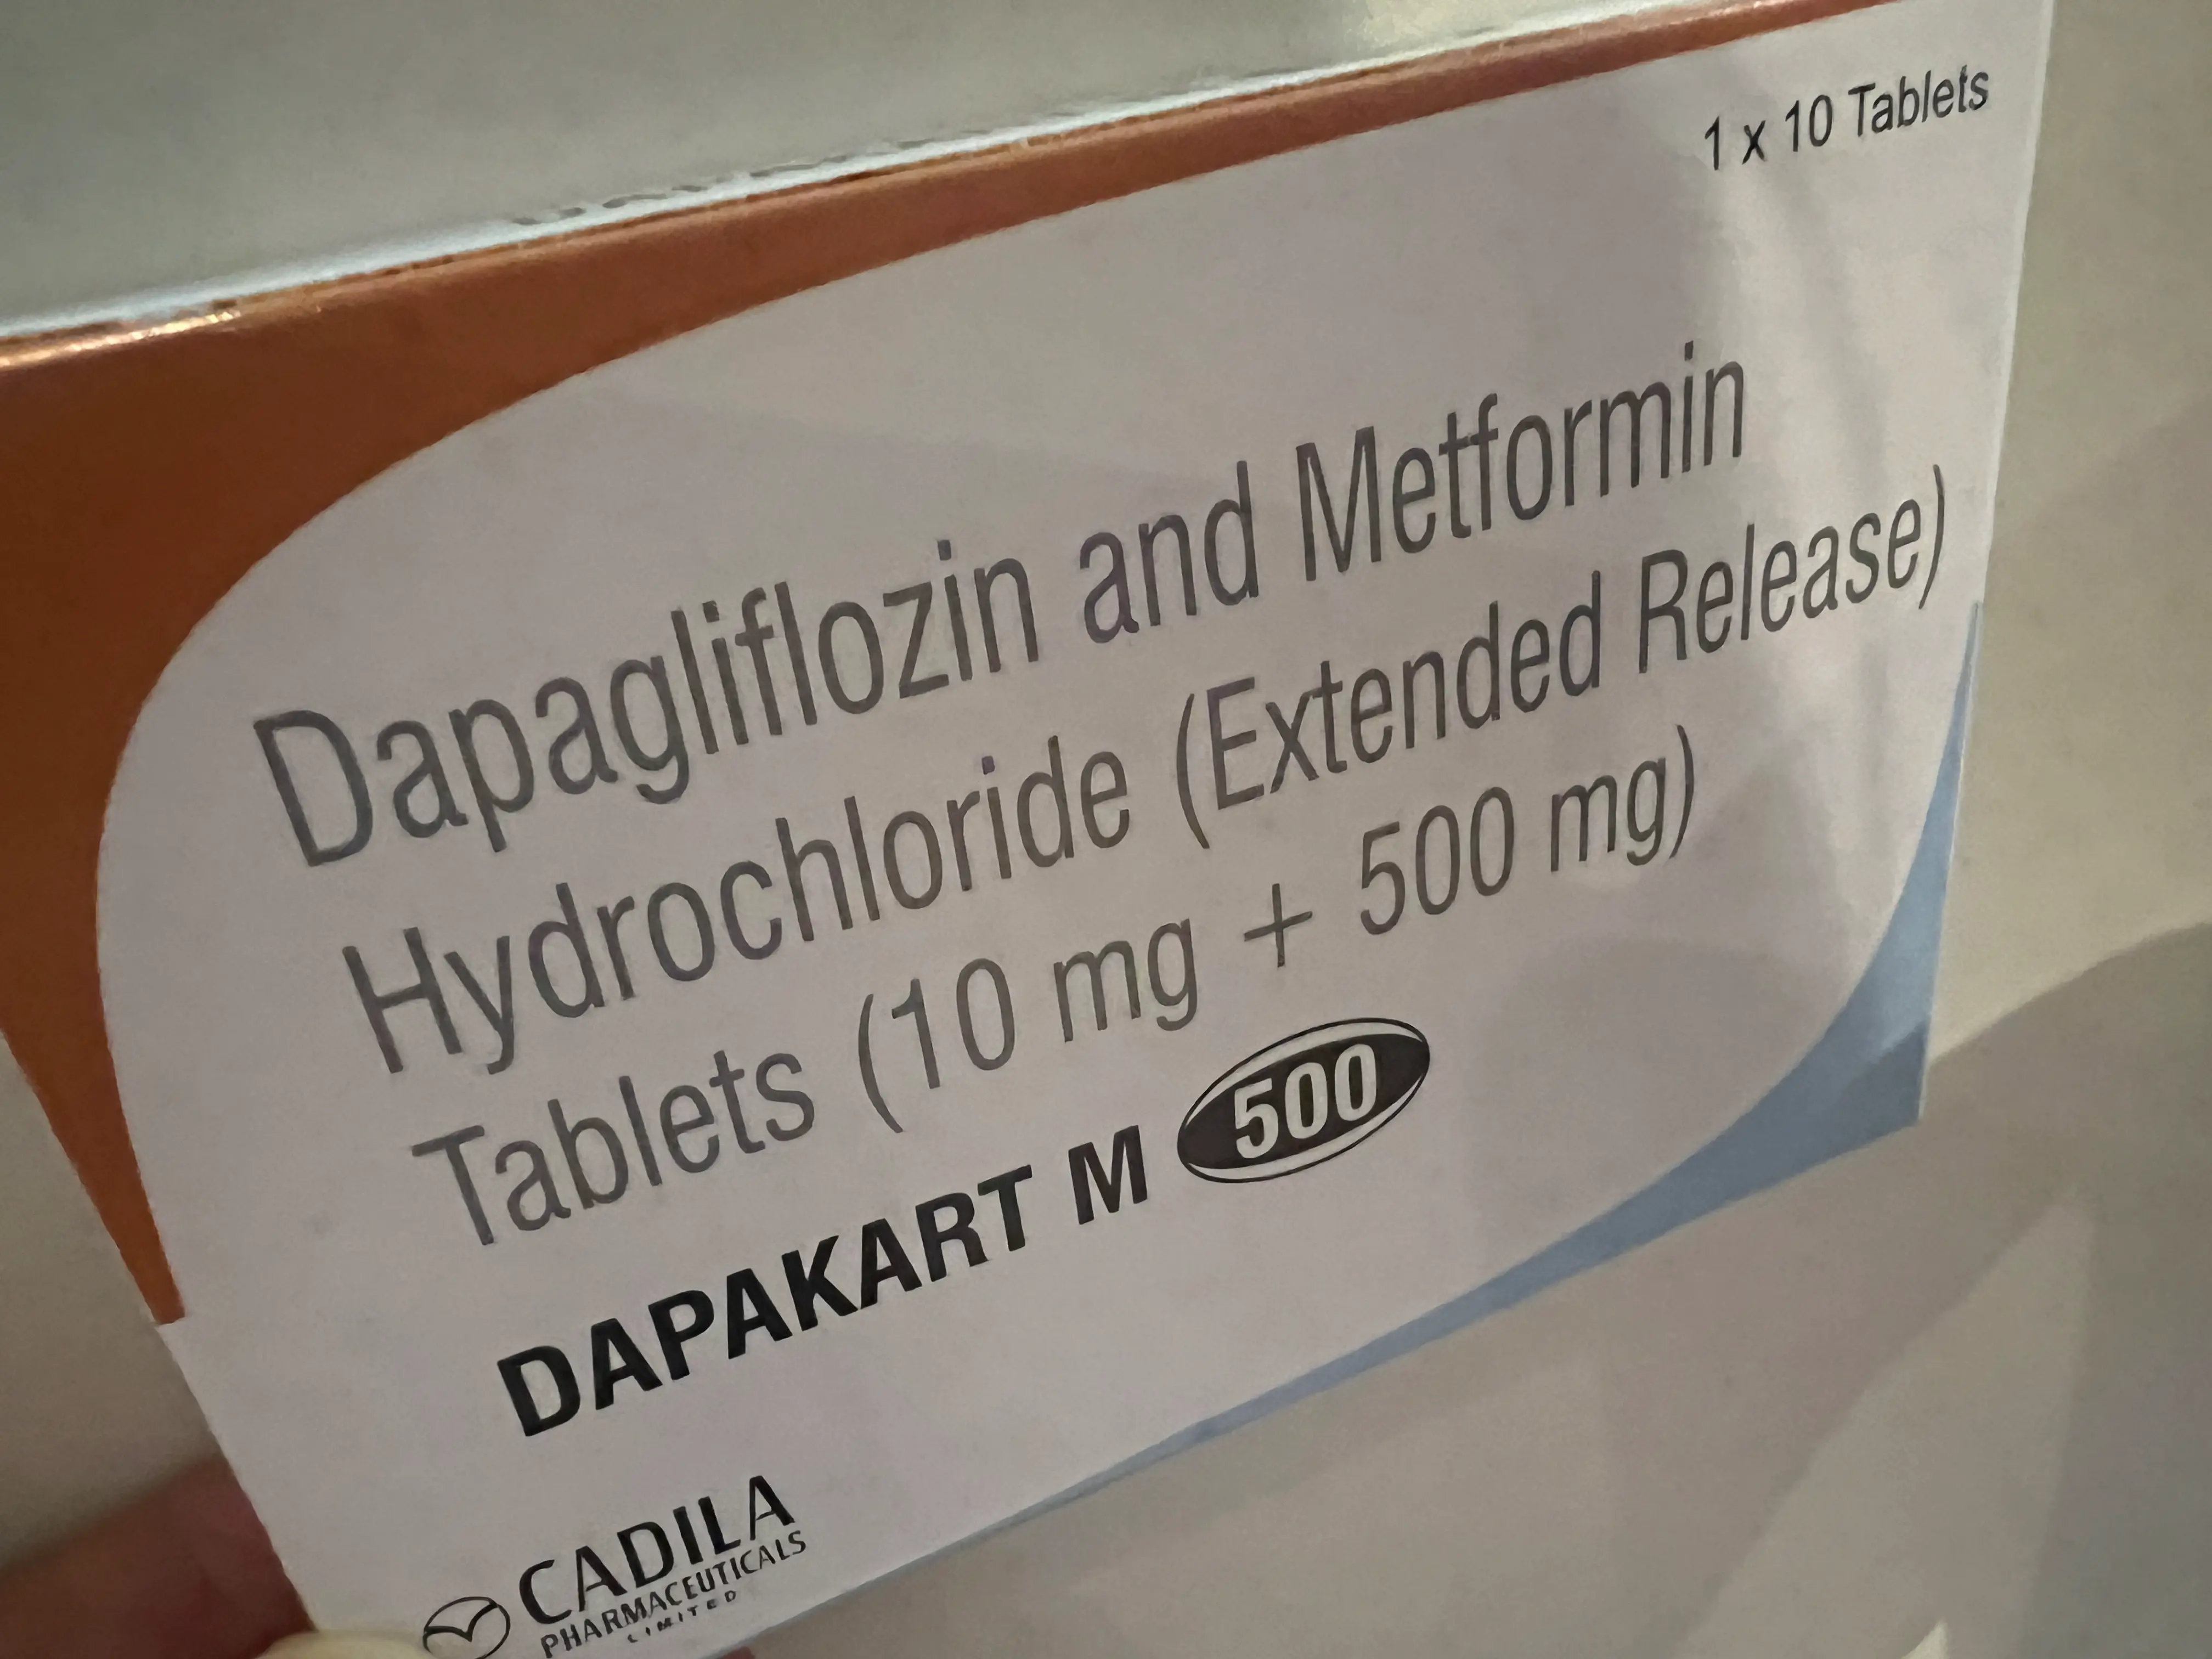 1 x 10 Tablets
Dapagliflozin and Metformin
Hydrochloride (Extended Release)
Tablets (10 mg + 500 mg)
DAPAKART M 500
CADILA
PHARMACEUTICALS
LIMITED